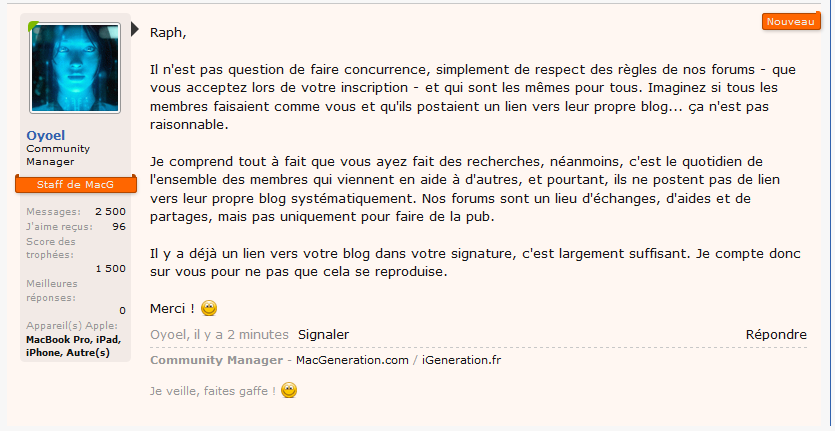 Nouveau
Oyoel
Community
Manager
Staff de MacG
Messages: 2 500
J'aime reçus: 96
Score des
trophées:
1 500
Meilleures
réponses:
0
Appareil(s) Apple:
MacBook Pro, iPad,
iPhone, Autre(s)
Raph,
Il n'est pas question de faire concurrence, simplement de respect des règles de nos forums - que
vous acceptez lors de votre inscription - et qui sont les mêmes pour tous. Imaginez si tous les
membres faisaient comme vous et qu'ils postaient un lien vers leur propre blog... ça n'est pas
raisonnable.
Je comprend tout à fait que vous ayez fait des recherches, néanmoins, c'est le quotidien de
l'ensemble des membres qui viennent en aide à d'autres, et pourtant, ils ne postent pas de lien
vers leur propre blog systématiquement. Nos forums sont un lieu d'échanges, d'aides et de
partages, mais pas uniquement pour faire de la pub.
Il y a déjà un lien vers votre blog dans votre signature, c'est largement suffisant. Je compte donc
sur vous pour ne pas que cela se reproduise.
Merci !
Oyoel, il y a 2 minutes Signaler Répondre
Community Manager - MacGeneration.com / iGeneration.fr
Je veille, faites gaffe !